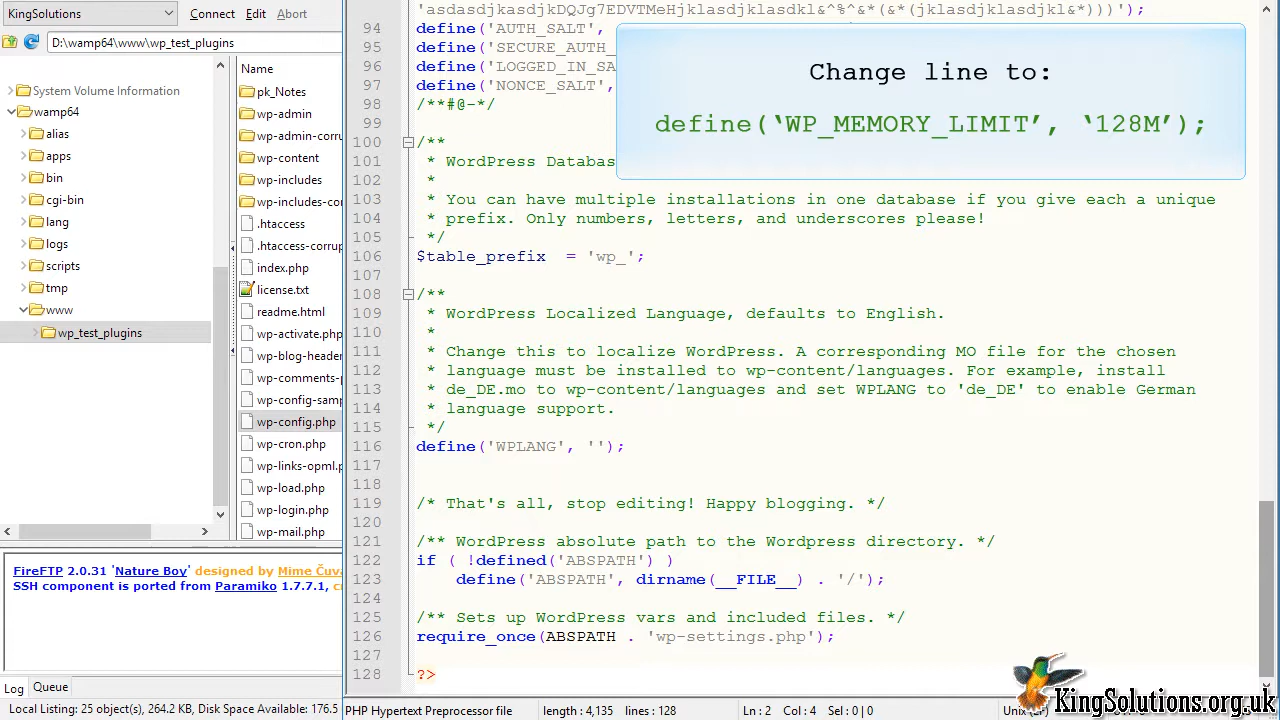 KingSolutions
Connect Edit Abort
D:\wamp64\www\wp_test_plugins
System Volume Information
wamp64
alias
apps
bin
cgi-bin
lang
logs
scripts
tmp
www
wp_test_plugins
Name
pk_Notes
wp-admin
wp-admin-corru
wp-content
wp-includes
wp-includes-co
.htaccess
.htaccess-corrup
index.php
license.txt
readme.html
wp-activate.php
wp-blog-header
wp-comments-p
wp-config-samp
wp-config.php
wp-cron.php
wp-links-opml.p
wp-load.php
wp-login.php
wp-mail.php
FireFTP 2.0.31 'Nature Boy' designed by Mime Čuva
SSH component is ported from Paramiko 1.7.7.1, c
Log Queue
Local Listing: 25 object(s), 264.2 KB, Disk Space Available: 176.5
'asdasdjkasdjkDQJg7EDVTMeHjklasdjklasdkl&^%^&*(&*(jklasdjklasdjkl&*)))');
94 define('AUTH_SALT',
95 define('SECURE_AUTH_
96 define('LOGGED_IN_SA
97 define('NONCE_SALT',
98 /**#@-*/
99
100 /**
101 * WordPress Databas
102 *
103 * You can have multiple installations in one database if you give each a unique
104 * prefix. Only numbers, letters, and underscores please!
105 */
106 $table_prefix  = 'wp_';
107
108 /**
109 * WordPress Localized Language, defaults to English.
110 *
111 * Change this to localize WordPress. A corresponding MO file for the chosen
112 * language must be installed to wp-content/languages. For example, install
113 * de_DE.mo to wp-content/languages and set WPLANG to 'de_DE' to enable German
114 * language support.
115 */
116 define('WPLANG', '');
117
118
119 /* That's all, stop editing! Happy blogging. */
120
121 /** WordPress absolute path to the Wordpress directory. */
122 if ( !defined('ABSPATH') )
123 define('ABSPATH', dirname(__FILE__) . '/');
124
125 /** Sets up WordPress vars and included files. */
126 require_once(ABSPATH . 'wp-settings.php');
127
128 ?>
Change line to:
define(‘WP_MEMORY_LIMIT’, ‘128M’);
PHP Hypertext Preprocessor file length : 4,135 lines : 128 Ln : 2 Col : 4 Sel : 0 | 0
KingSolutions.org.uk